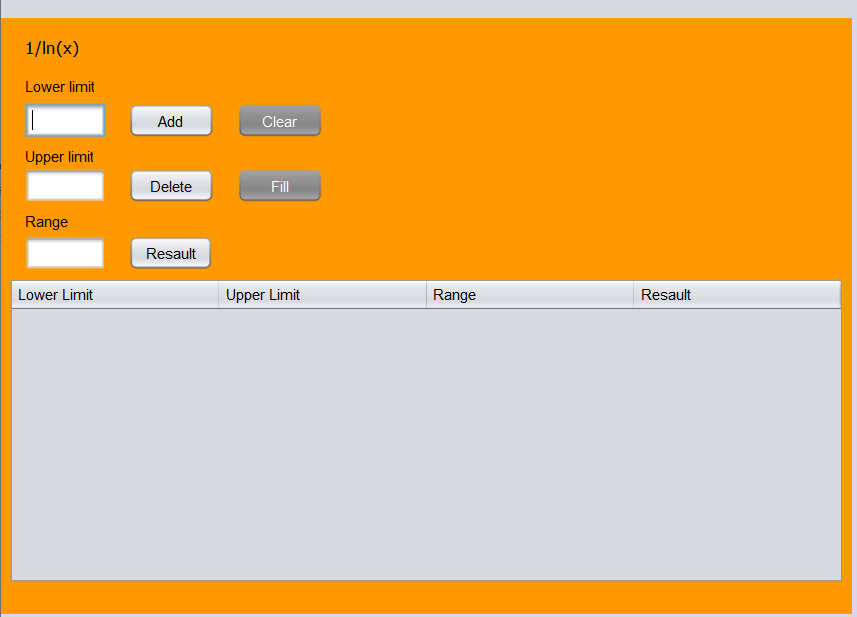 1/ln(x)
Lower limit
Add Clear
Upper limit
Delete Fill
Range
Resault
Lower Limit Upper Limit Range Resault